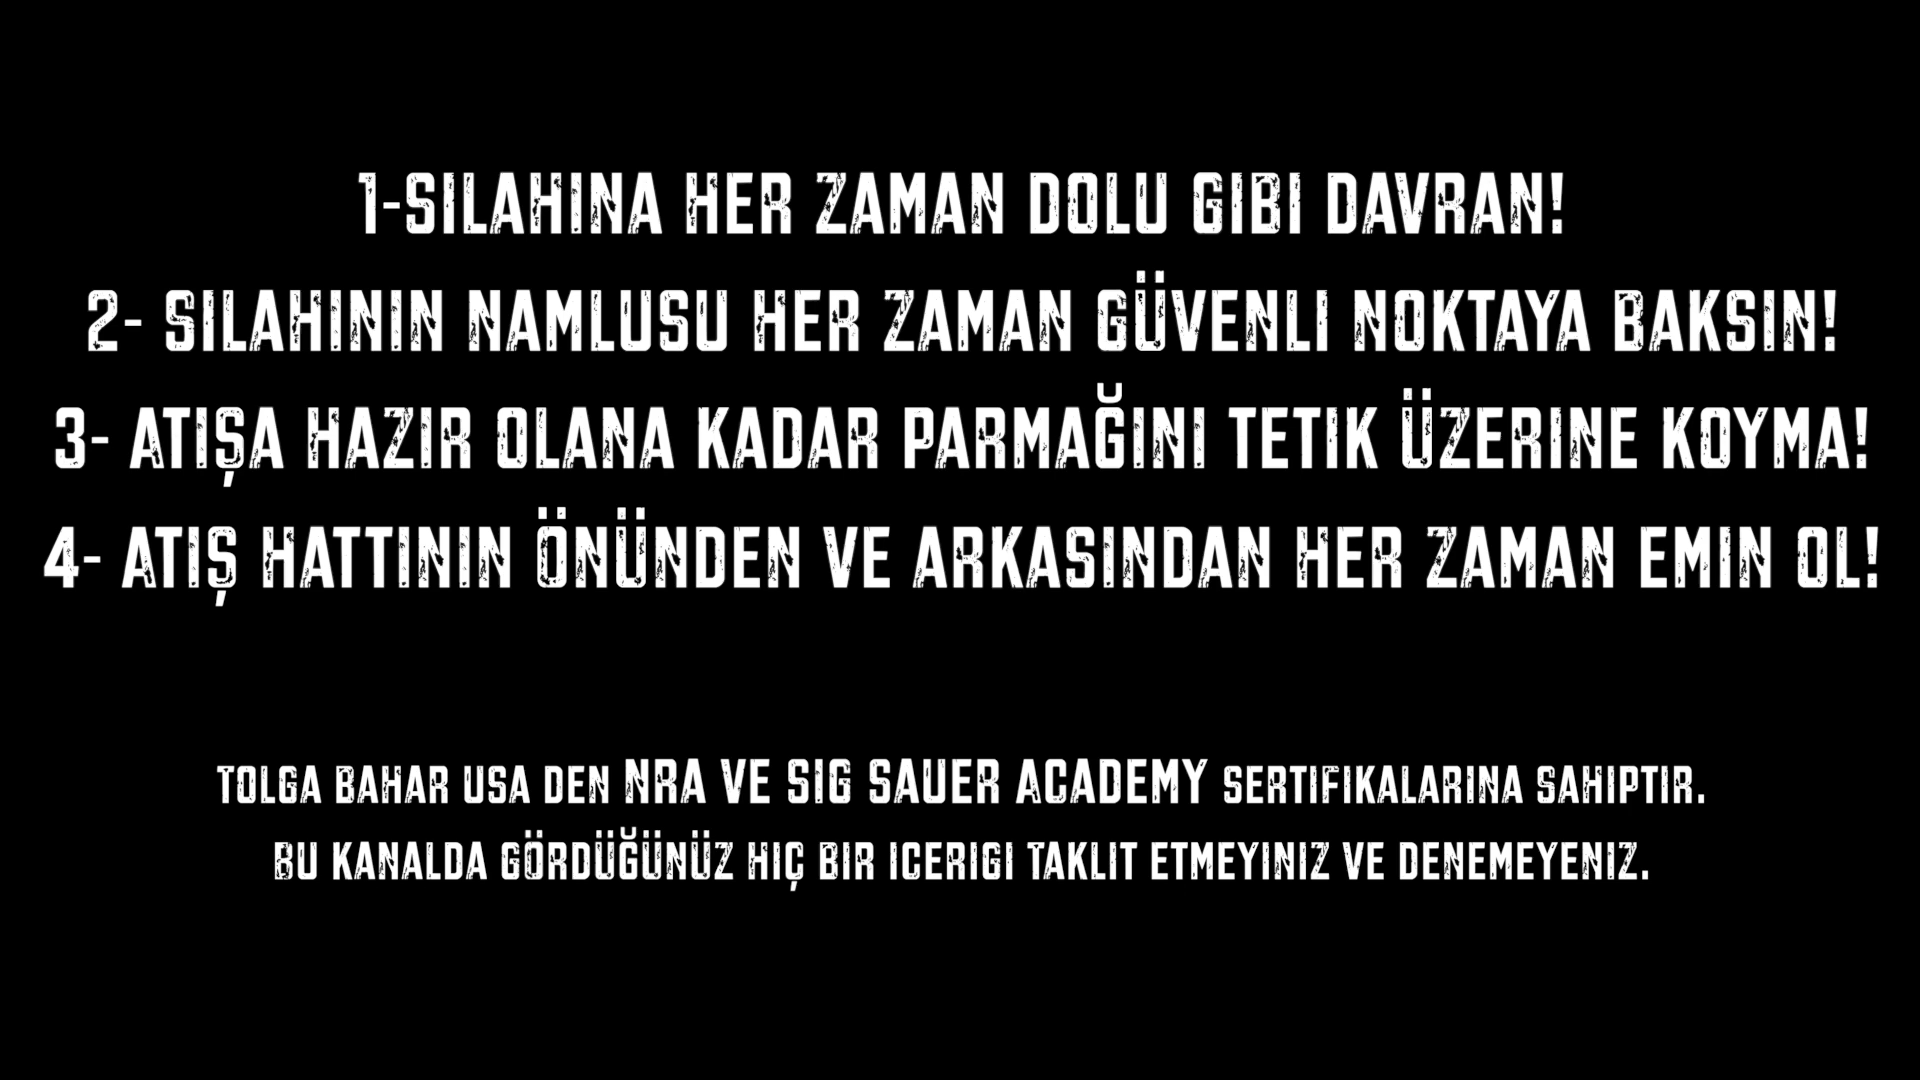 1-SILAHINA HER ZAMAN DOLU GIBI DAVRAN!
2- SILAHININ NAMLUSU HER ZAMAN GÜVENLI NOKTAYA BAKSIN!
3- ATIŞA HAZIR OLANA KADAR PARMAĞINI TETIK ÜZERINE KOYMA!
4- ATIŞ HATTININ ÖNÜNDEN VE ARKASINDAN HER ZAMAN EMIN OL!
TOLGA BAHAR USA DEN NRA VE SIG SAUER ACADEMY SERTIFIKALARINA SAHIPTIR.
BU KANALDA GÖRDÜĞÜNÜZ HIÇ BIR ICERIGI TAKLIT ETMEYINIZ VE DENEMEYENIZ.